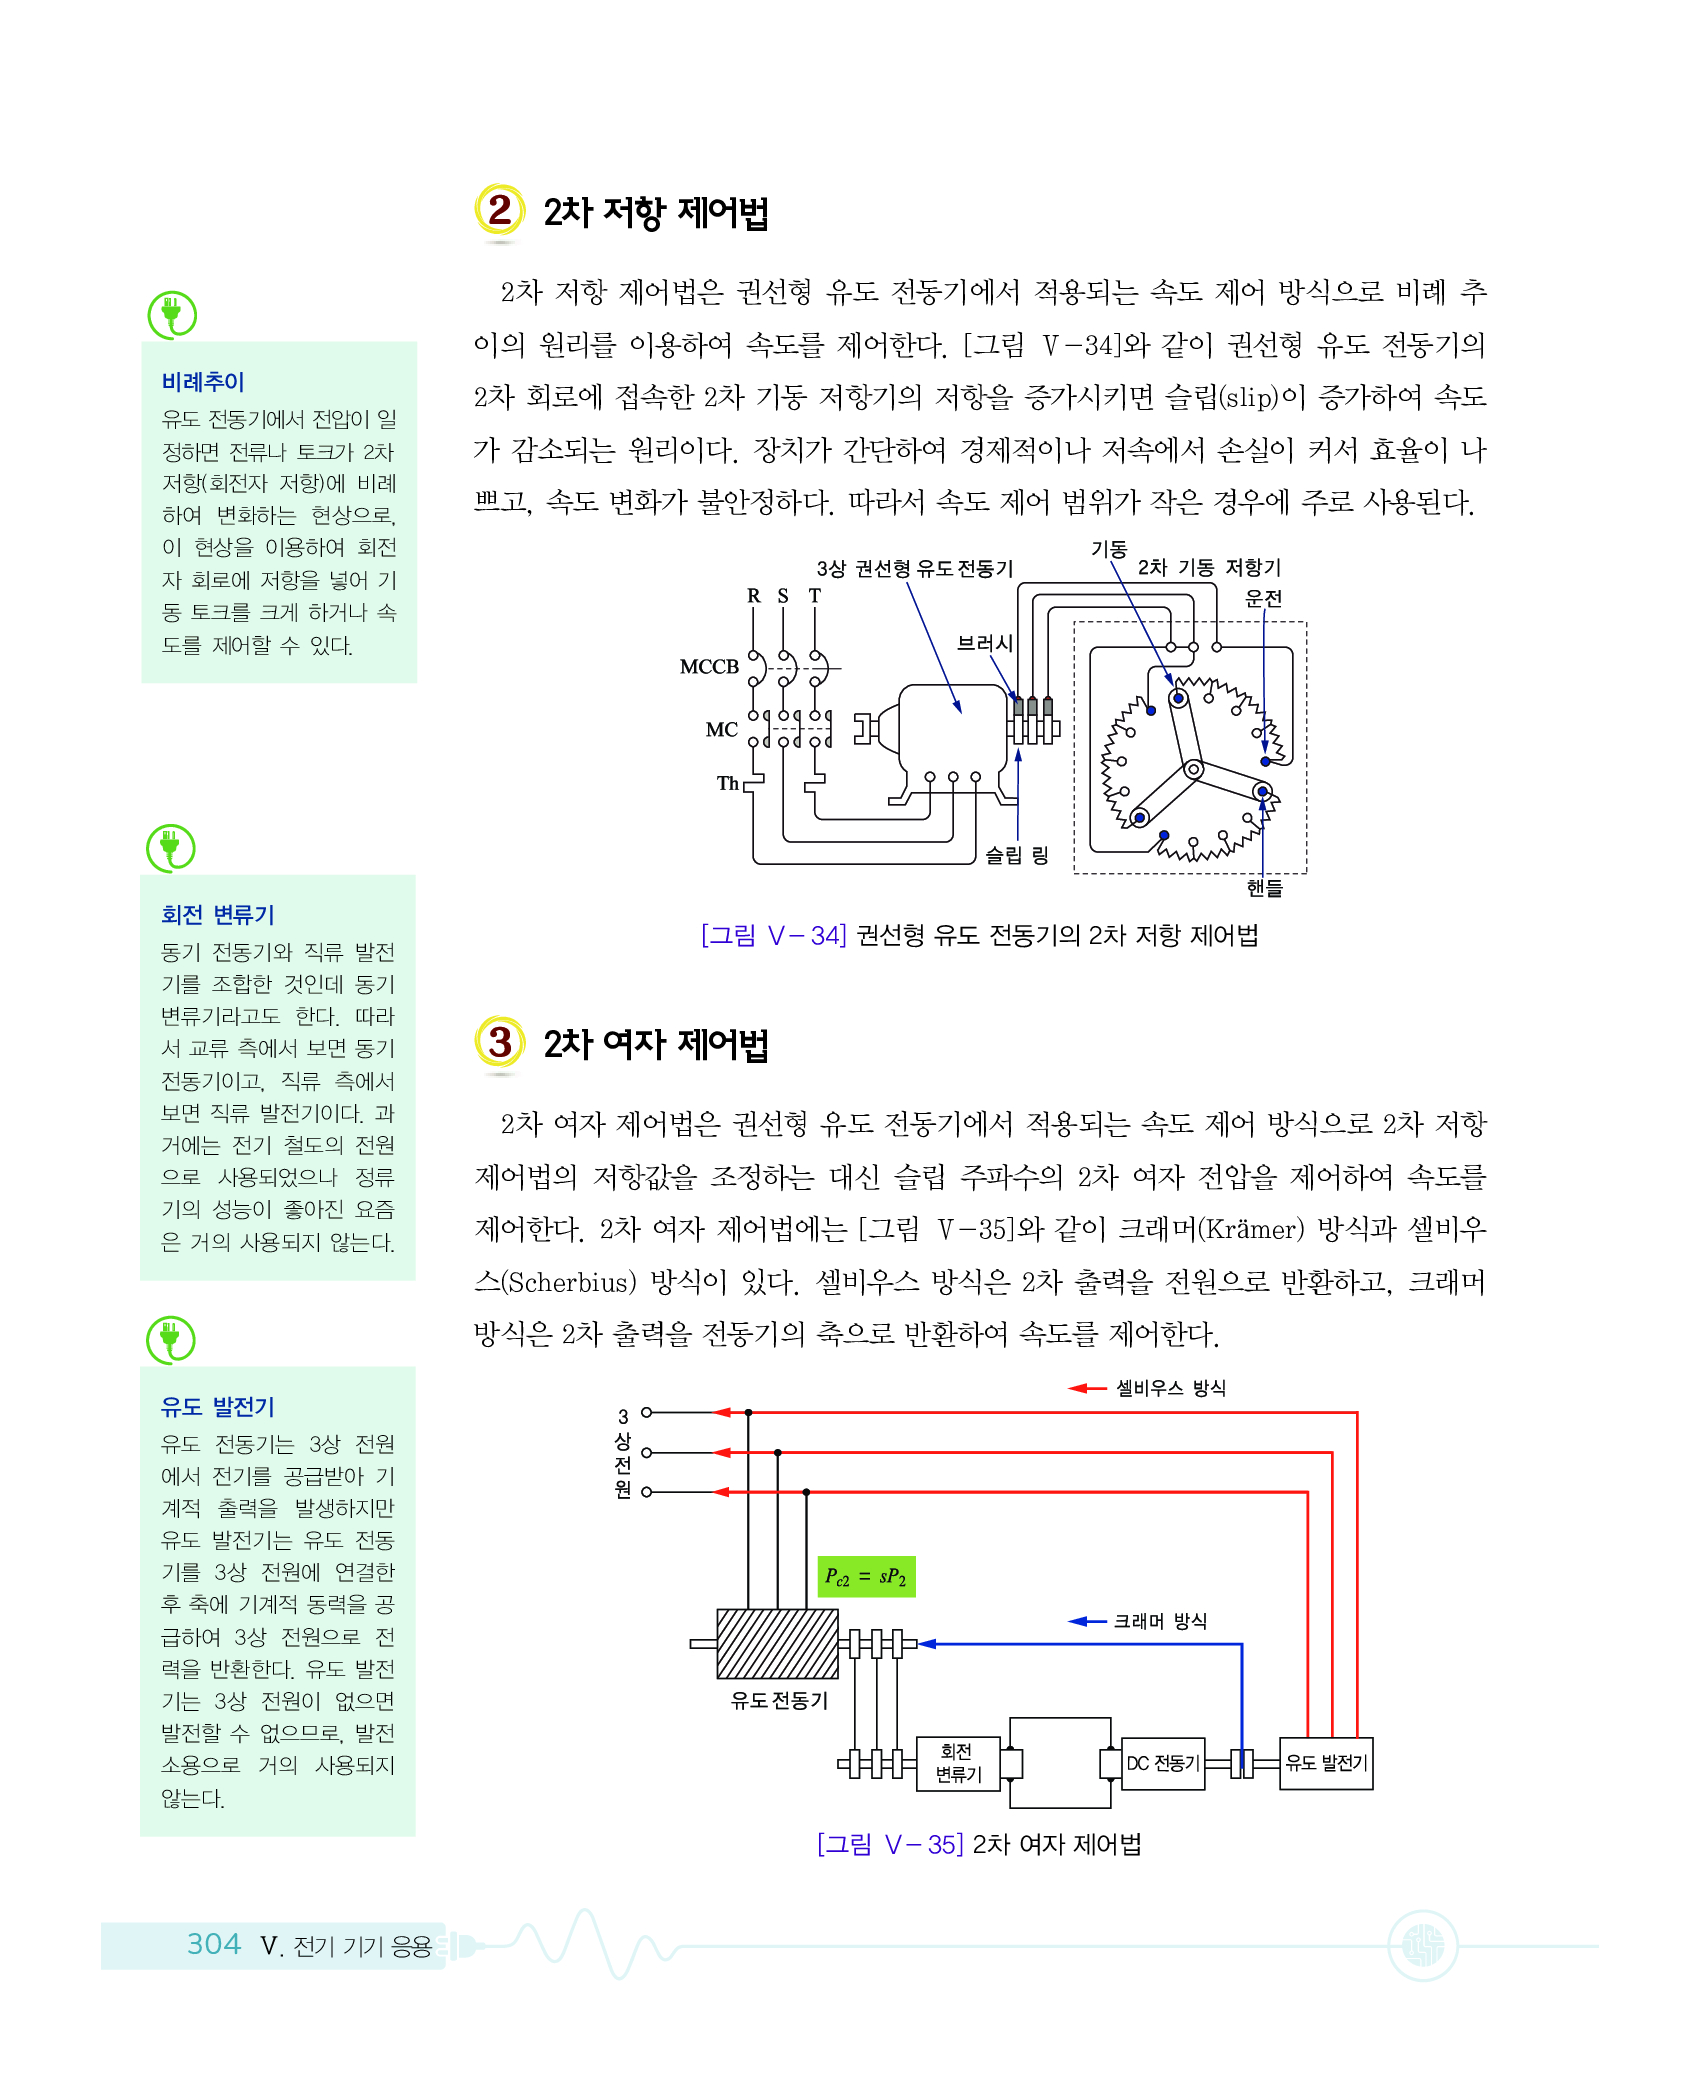 2 2차 저항 제어법
2차 저항 제어법은 권선형 유도 전동기에서 적용되는 속도 제어 방식으로 비례 추
이의 원리를 이용하여 속도를 제어한다. [그림 Ⅴ-34]와 같이 권선형 유도 전동기의
2차 회로에 접속한 2차 기동 저항기의 저항을 증가시키면 슬립(slip)이 증가하여 속도
가 감소되는 원리이다. 장치가 간단하여 경제적이나 저속에서 손실이 커서 효율이 나
쁘고, 속도 변화가 불안정하다. 따라서 속도 제어 범위가 작은 경우에 주로 사용된다.
비례추이
유도 전동기에서 전압이 일
정하면 전류나 토크가 2차
저항(회전자 저항)에 비례
하여 변화하는 현상으로,
이 현상을 이용하여 회전
자 회로에 저항을 넣어 기
동 토크를 크게 하거나 속
도를 제어할 수 있다.
기동
3상 권선형 유도 전동기
2차 기동 저항기
R S T
운전
브러시
MCCB
MC
Th
슬립 링
핸들
[그림 Ⅴ-34] 권선형 유도 전동기의 2차 저항 제어법
회전 변류기
동기 전동기와 직류 발전
기를 조합한 것인데 동기
변류기라고도 한다. 따라
서 교류 측에서 보면 동기
전동기이고, 직류 측에서
보면 직류 발전기이다. 과
거에는 전기 철도의 전원
으로 사용되었으나 정류
기의 성능이 좋아진 요즘
은 거의 사용되지 않는다.
3 2차 여자 제어법
2차 여자 제어법은 권선형 유도 전동기에서 적용되는 속도 제어 방식으로 2차 저항
제어법의 저항값을 조정하는 대신 슬립 주파수의 2차 여자 전압을 제어하여 속도를
제어한다. 2차 여자 제어법에는 [그림 Ⅴ-35]와 같이 크래머(Krämer) 방식과 셀비우
스(Scherbius) 방식이 있다. 셀비우스 방식은 2차 출력을 전원으로 반환하고, 크래머
방식은 2차 출력을 전동기의 축으로 반환하여 속도를 제어한다.
유도 발전기
유도 전동기는 3상 전원
에서 전기를 공급받아 기
계적 출력을 발생하지만
유도 발전기는 유도 전동
기를 3상 전원에 연결한
후 축에 기계적 동력을 공
급하여 3상 전원으로 전
력을 반환한다. 유도 발전
기는 3상 전원이 없으면
발전할 수 없으므로, 발전
소용으로 거의 사용되지
않는다.
셀비우스 방식
3
상
전
원
Pc2 = sP2
크래머 방식
유도 전동기
회전
변류기
DC 전동기
유도 발전기
[그림 Ⅴ-35] 2차 여자 제어법
304 Ⅴ. 전기 기기 응용